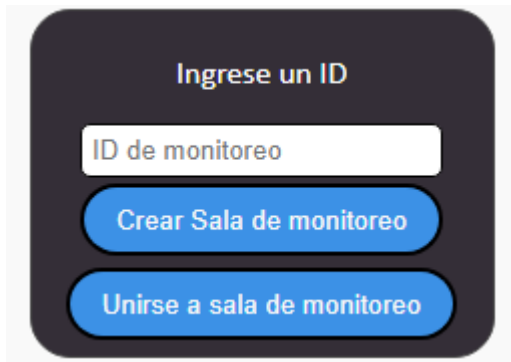 Ingrese un ID
ID de monitoreo
Crear Sala de monitoreo
Unirse a sala de monitoreo